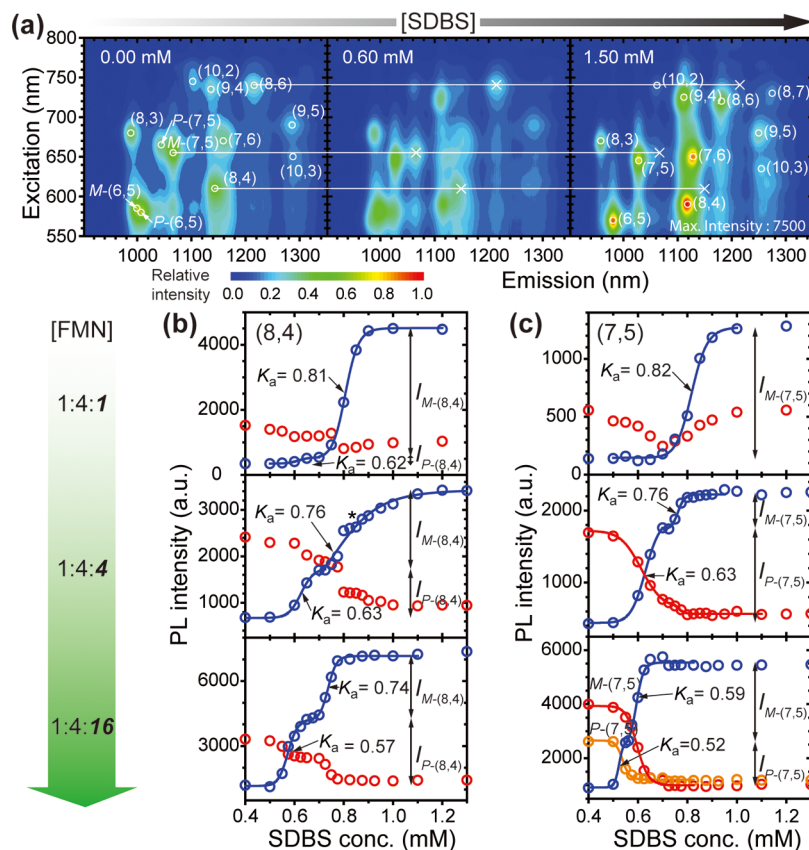 [SDBS]
(a)
0.00 mM
0.60 mM
1.50 mM
Excitation (nm)
800
750
700
650
600
550
(10,2)
(9,4)
(8,6)
(8,3)
P-(7,5)
M-(7,5)
(7,6)
(9,5)
(10,3)
(8,4)
M-(6,5)
P-(6,5)
(10,2)
(9,4)
(8,6)
(8,7)
(8,3)
(9,5)
(7,5)
(7,6)
(10,3)
(6,5)
(8,4)
Max. Intensity : 7500
1000 1100 1200 1300
1000 1100 1200 1300
1000 1100 1200 1300
Relative intensity
0.0 0.2 0.4 0.6 0.8 1.0
Emission (nm)
[FMN]
1:4:1
1:4:4
1:4:16
(b)
(8,4)
4000
2000
0
Ka= 0.81
Ka= 0.62‡
IM-(8,4)
IP-(8,4)
PL intensity (a.u.)
3000
2000
1000
*
Ka= 0.76
Ka= 0.63
IM-(8,4)
IP-(8,4)
7000
3000
Ka= 0.74
Ka= 0.57
IM-(8,4)
IP-(8,4)
0.4 0.6 0.8 1.0 1.2
SDBS conc. (mM)
(c)
(7,5)
1000
500
0
Ka= 0.82
IM-(7,5)
PL intensity (a.u.)
2000
1000
0
Ka= 0.76
Ka= 0.63
IM-(7,5)
IP-(7,5)
6000
4000
2000
M-(7,5)
P-(7,5)
Ka= 0.59
Ka= 0.52
IM-(7,5)
IP-(7,5)
0.4 0.6 0.8 1.0 1.2
SDBS conc. (mM)